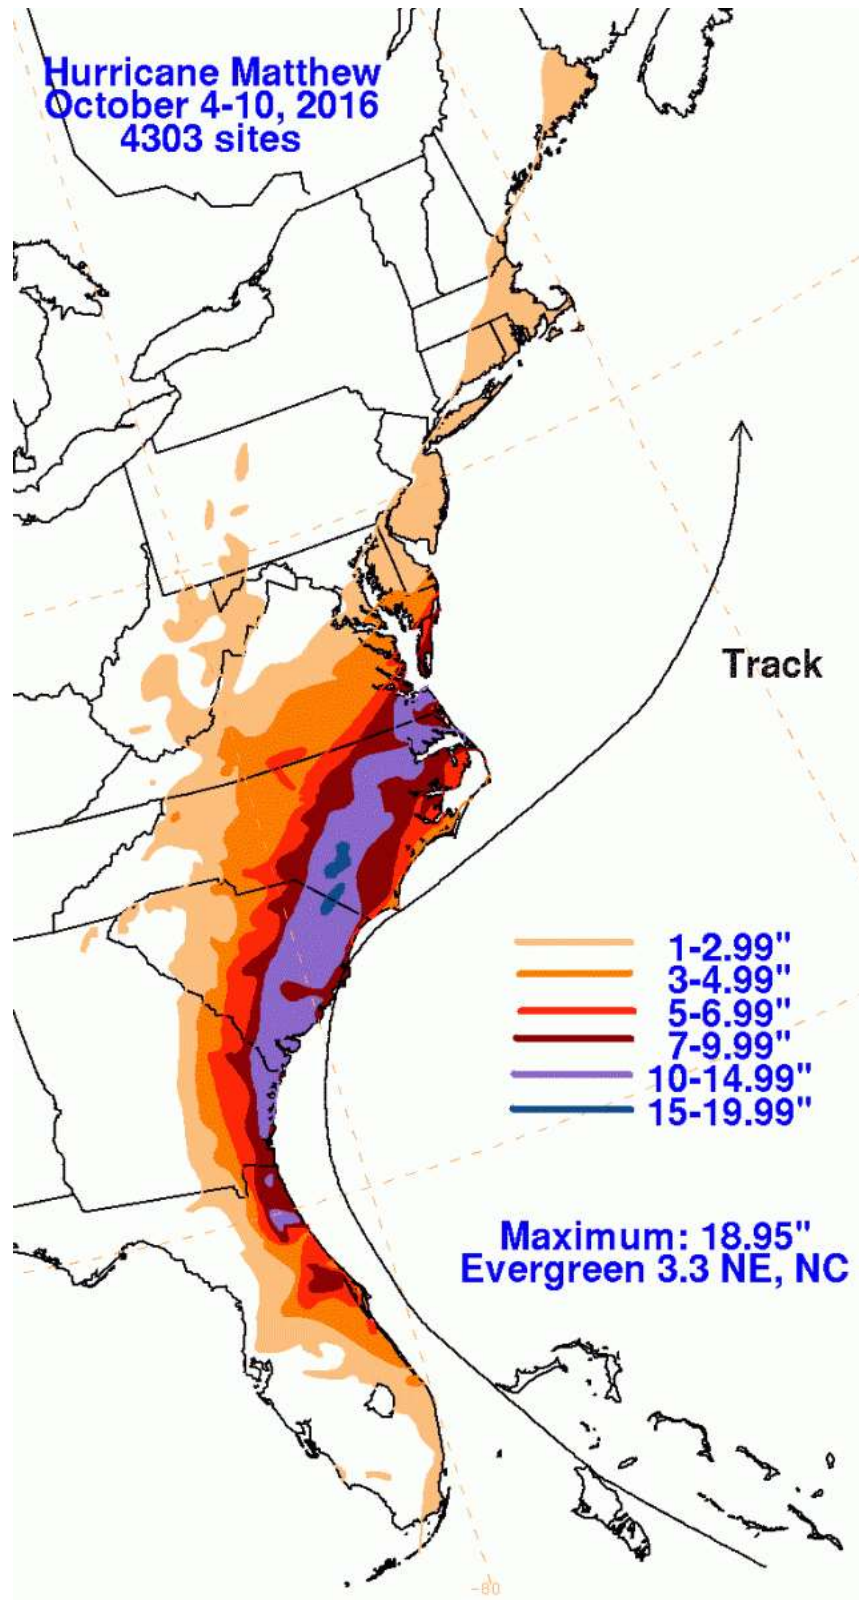 Hurricane Matthew
October 4-10, 2016
4303 sites
Track
1-2.99"
3-4.99"
5-6.99"
7-9.99"
10-14.99"
15-19.99"
Maximum: 18.95"
Evergreen 3.3 NE, NC
-80